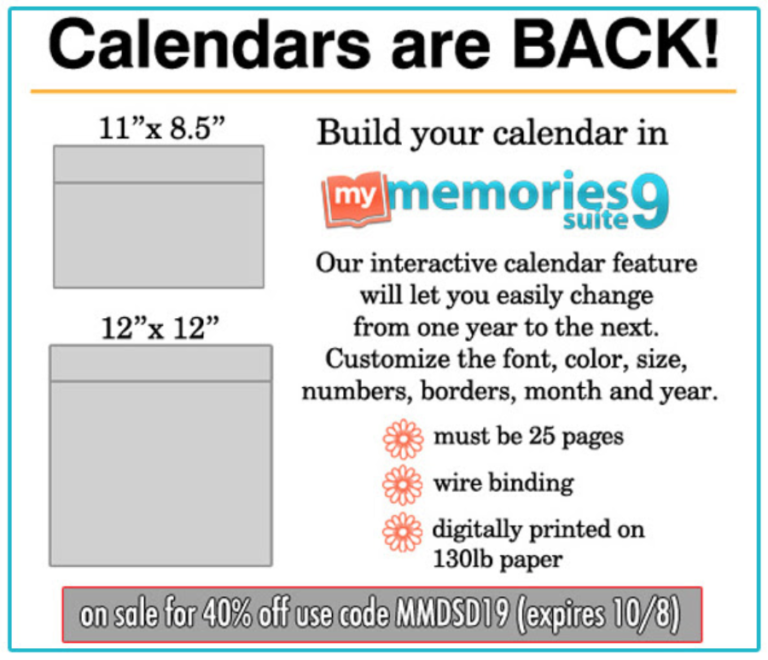 Calendars are BACK!
11”x 8.5”
12”x 12”
Build your calendar in
my memories suite 9
Our interactive calendar feature
will let you easily change
from one year to the next.
Customize the font, color, size,
numbers, borders, month and year.
must be 25 pages
wire binding
digitally printed on
130lb paper
on sale for 40% off use code MMDSD19 (expires 10/8)